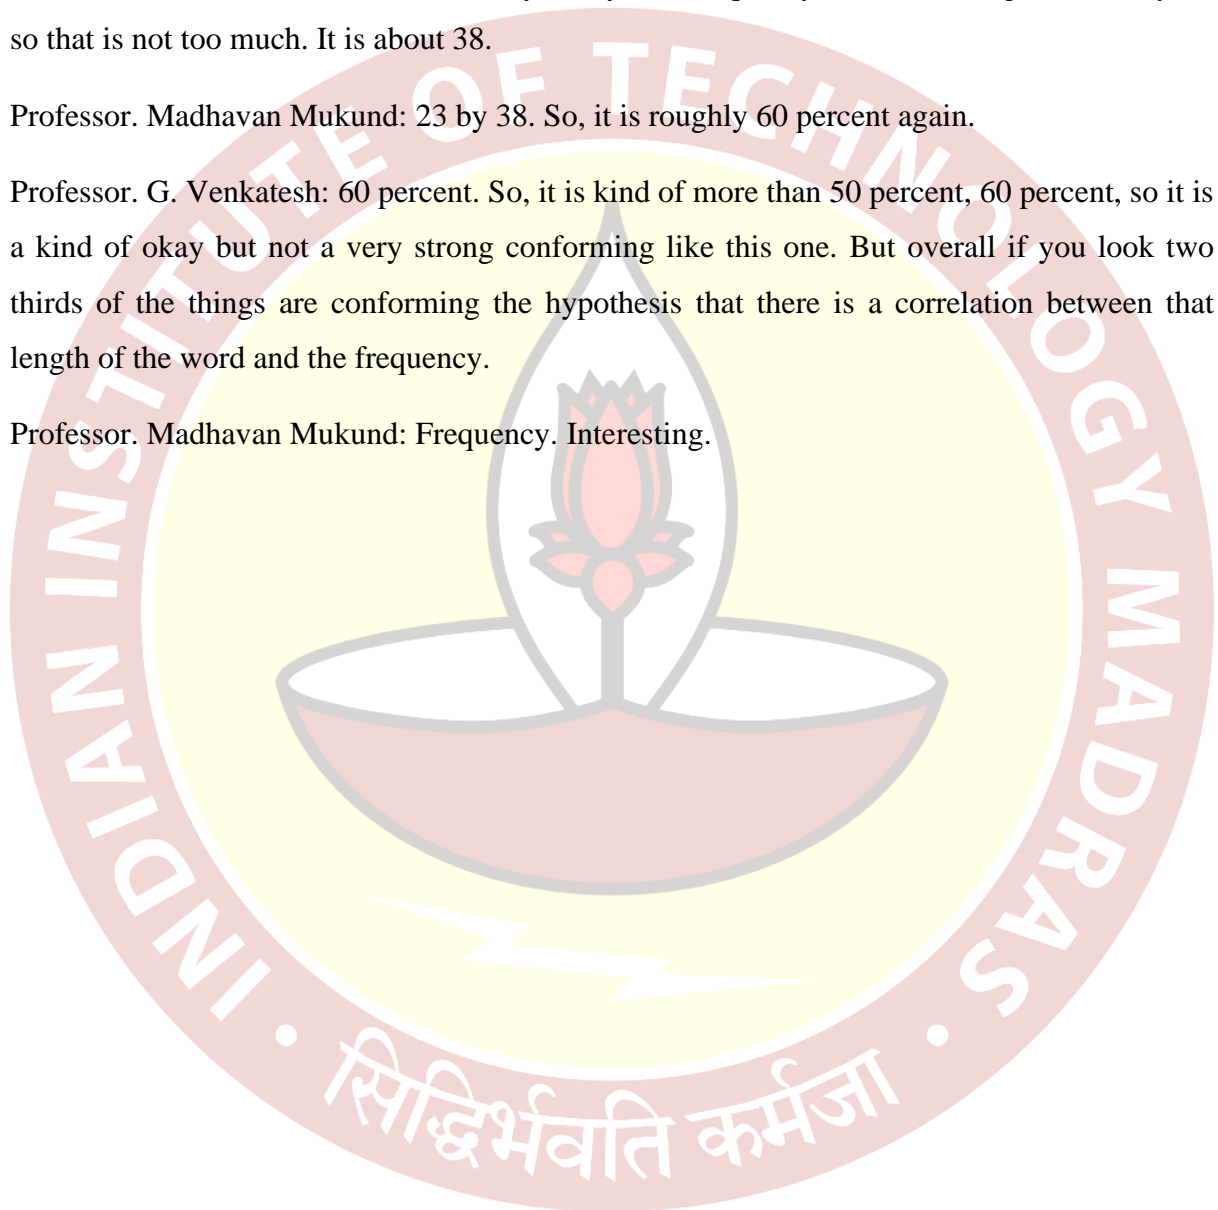 so that is not too much. It is about 38.
Professor. Madhavan Mukund: 23 by 38. So, it is roughly 60 percent again.
Professor. G. Venkatesh: 60 percent. So, it is kind of more than 50 percent, 60 percent, so it is
a kind of okay but not a very strong conforming like this one. But overall if you look two
thirds of the things are conforming the hypothesis that there is a correlation between that
length of the word and the frequency.
Professor. Madhavan Mukund: Frequency. Interesting.
INDIAN INSTITUTE OF TECHNOLOGY MADRAS
सिद्धिर्भवति कर्मजा